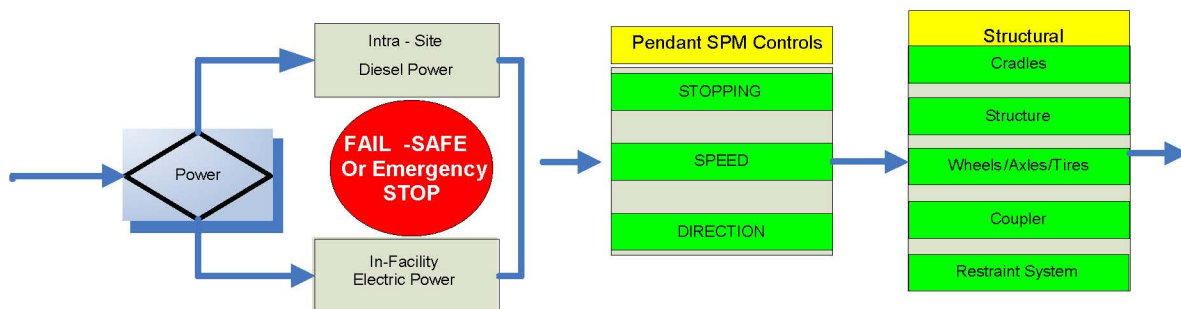 Power
Intra - Site
Diesel Power
FAIL -SAFE
Or Emergency
STOP
In-Facility
Electric Power
Pendant SPM Controls
STOPPING
SPEED
DIRECTION
Structural
Cradles
Structure
Wheels/Axles/Tires
Coupler
Restraint System